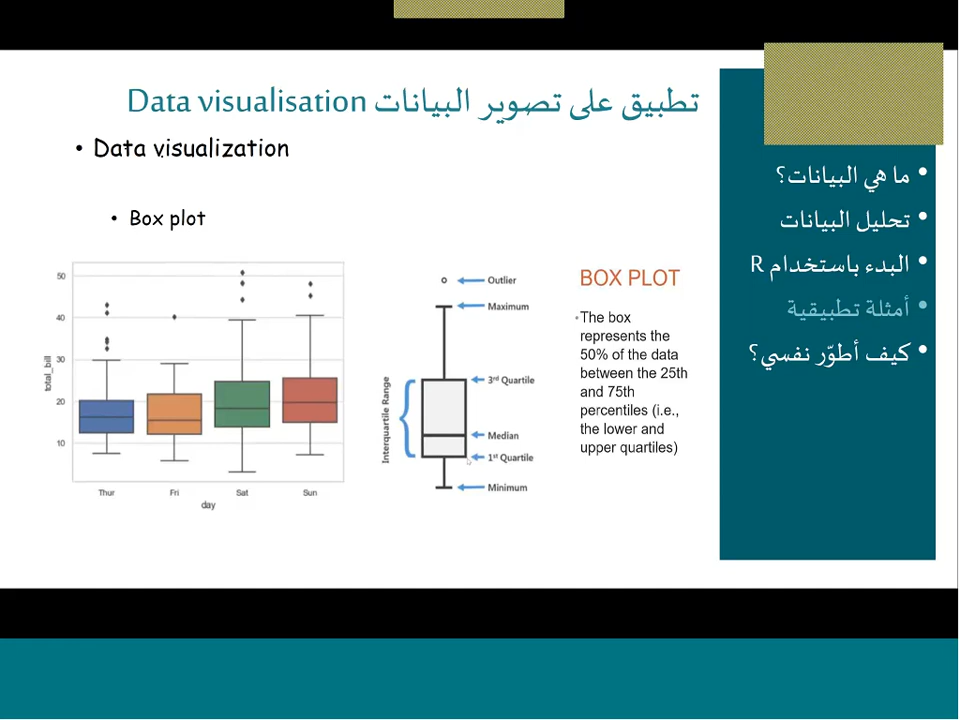 تطبيق على تصوير البيانات Data visualisation
• Data visualization
• Box plot
50
40
30
20
10
total_bill
Thur Fri Sat Sun
day
Interquartile Range
Outlier
Maximum
3rd Quartile
Median
1st Quartile
Minimum
BOX PLOT
•The box
represents the
50% of the data
between the 25th
and 75th
percentiles (i.e.,
the lower and
upper quartiles)
• ما هي البيانات؟
• تحليل البيانات
• البدء باستخدام R
• أمثلة تطبيقية
• كيف أطوّر نفسي؟